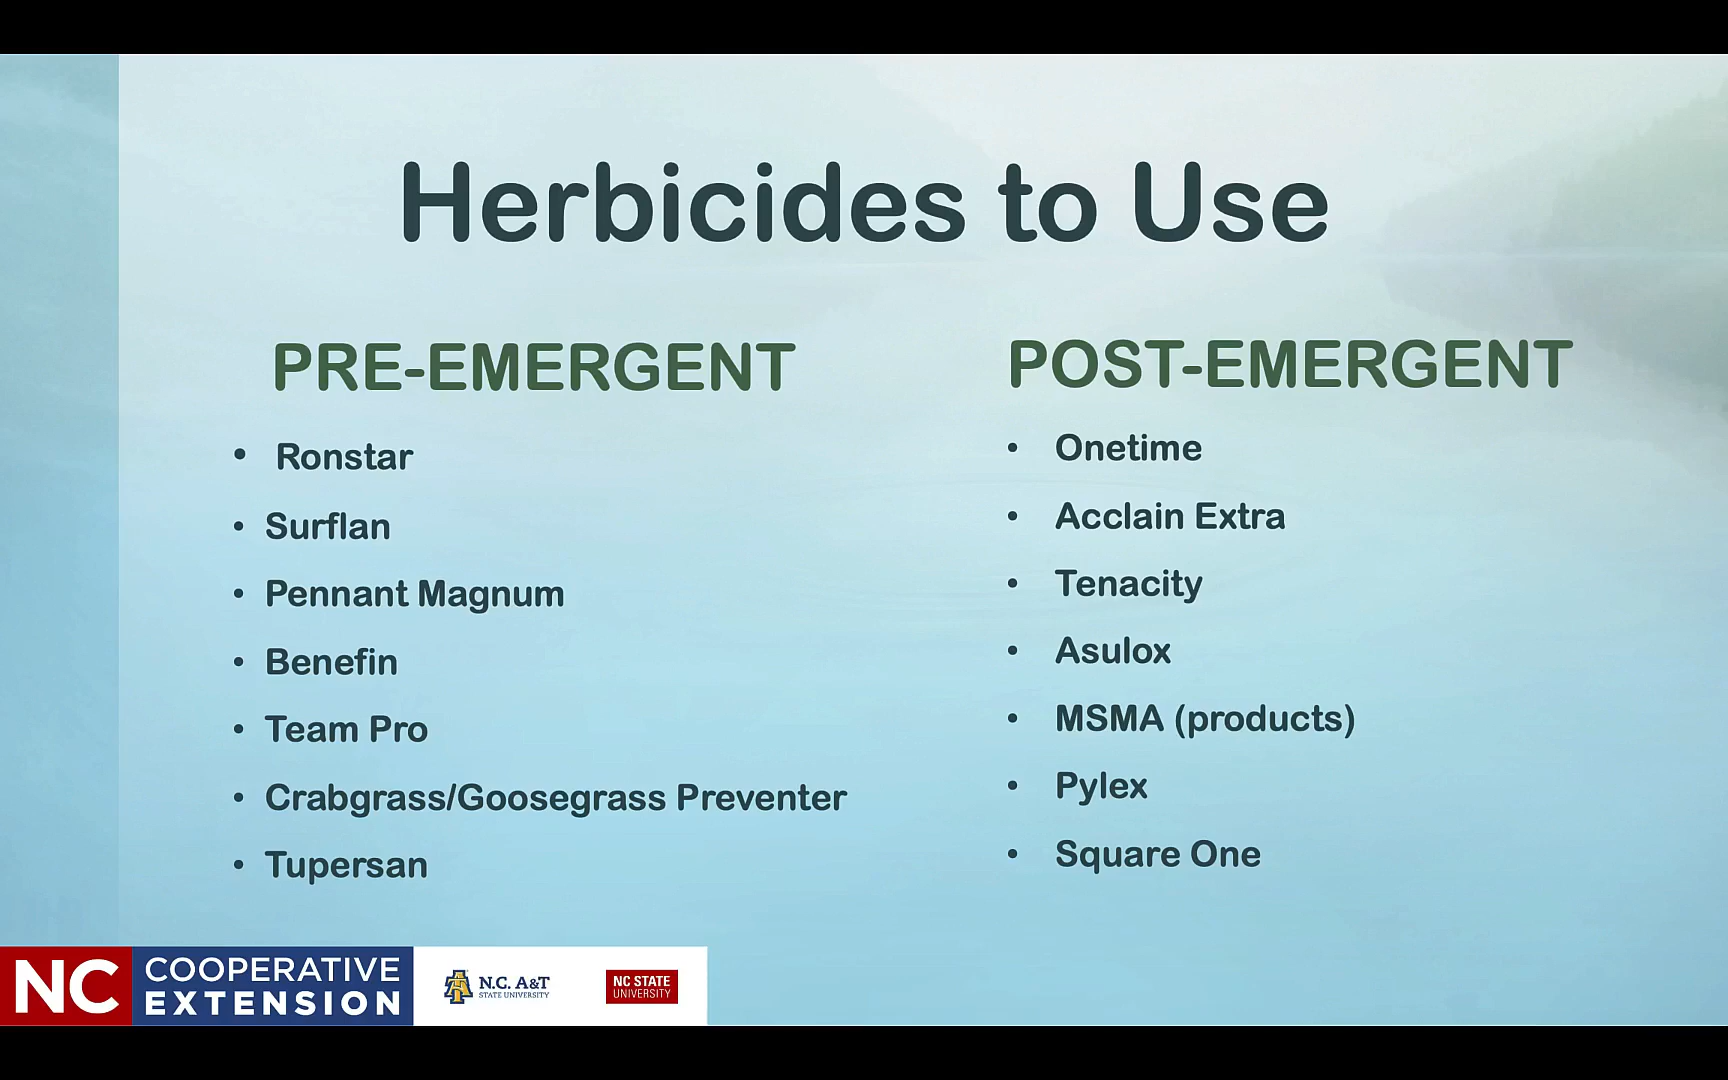 Herbicides to Use
PRE-EMERGENT
• Ronstar
• Surflan
• Pennant Magnum
• Benefin
• Team Pro
• Crabgrass/Goosegrass Preventer
• Tupersan
POST-EMERGENT
• Onetime
• Acclain Extra
• Tenacity
• Asulox
• MSMA (products)
• Pylex
• Square One
NC
COOPERATIVE
EXTENSION
N.C. A&T
STATE UNIVERSITY
NC STATE
UNIVERSITY